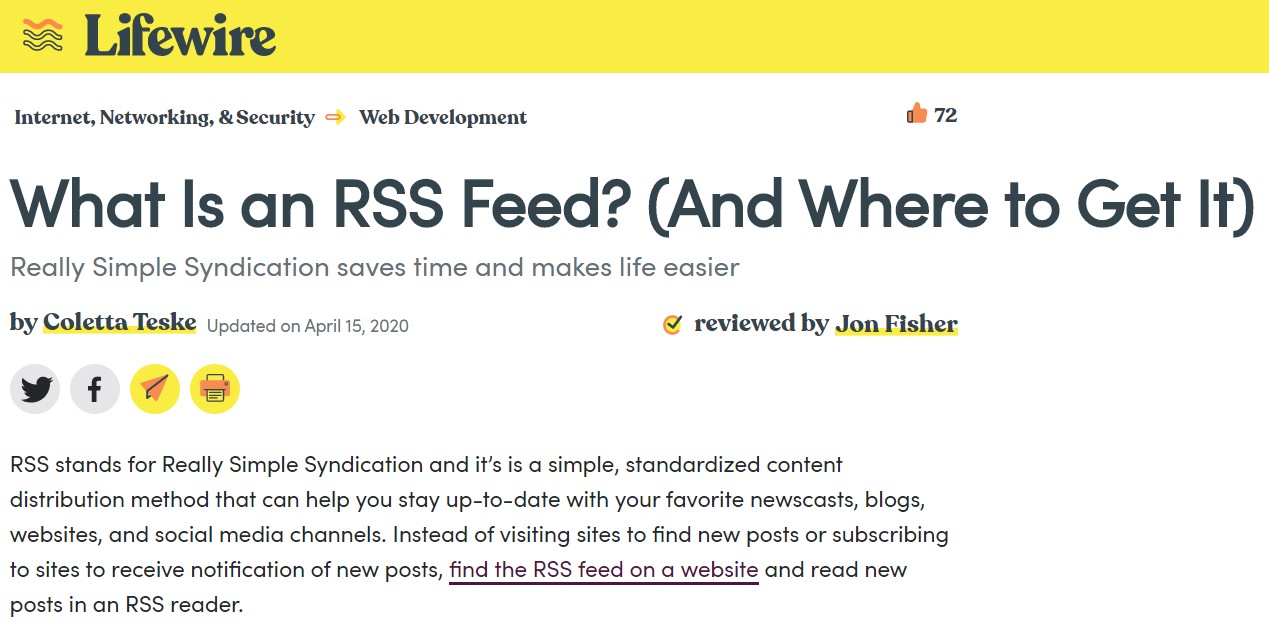 Lifewire
Internet, Networking, & Security Web Development
72
What Is an RSS Feed? (And Where to Get It)
Really Simple Syndication saves time and makes life easier
by Coletta Teske Updated on April 15, 2020
reviewed by Jon Fisher
RSS stands for Really Simple Syndication and it’s is a simple, standardized content
distribution method that can help you stay up-to-date with your favorite newscasts, blogs,
websites, and social media channels. Instead of visiting sites to find new posts or subscribing
to sites to receive notification of new posts, find the RSS feed on a website and read new
posts in an RSS reader.